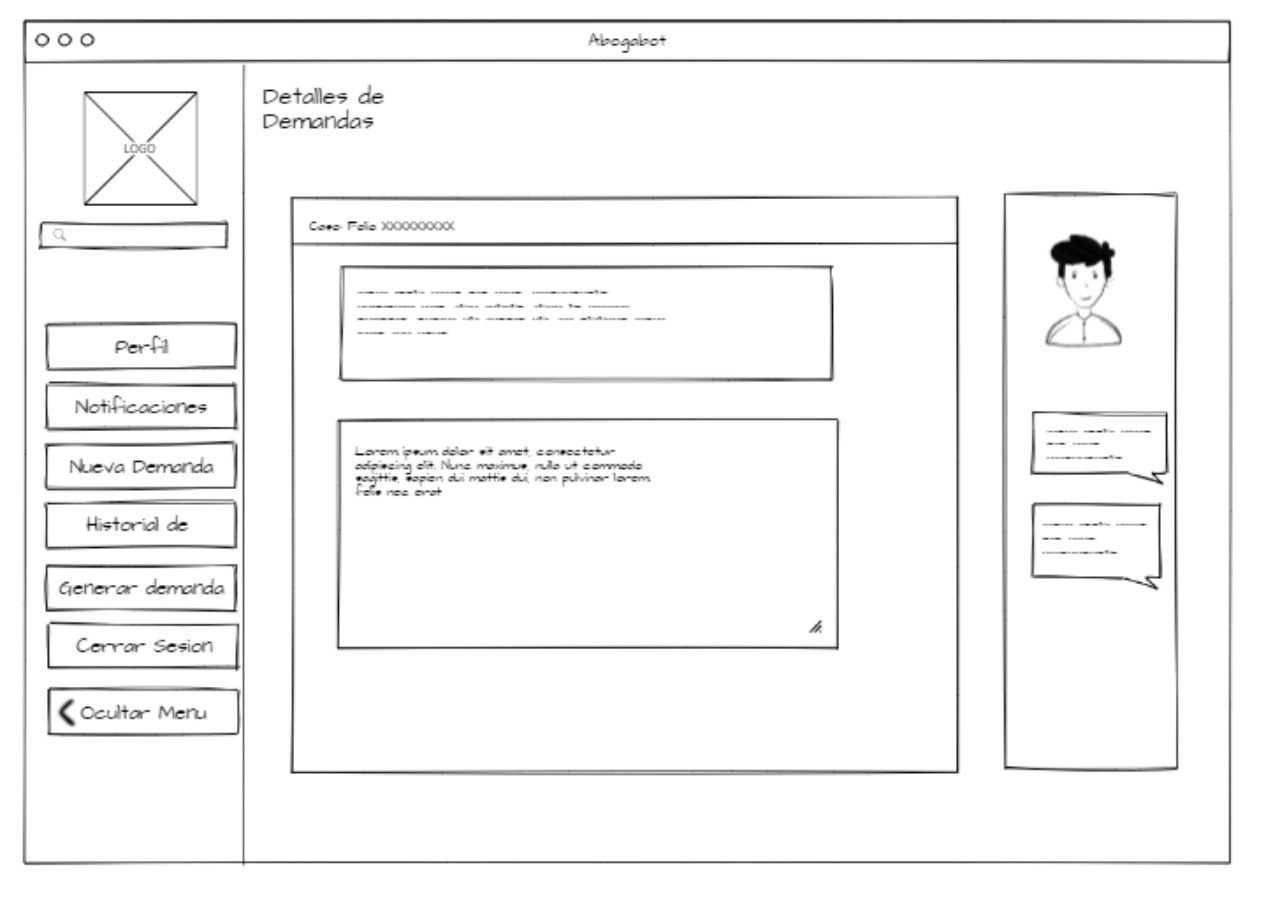 Abogabot
LOGO
Detalles de
Demandas
Caso: Folio XXXXXXXXX
Perfil
Notificaciones
Nueva Demanda
Historial de
Generar demanda
Cerrar Sesion
Ocultar Menu
Lorem ipsum dolor sit amet, consectetur
adipiscing elit. Nunc maximus, nulla ut commodo
sagittis, sapien dui mattis dui, non pulvinar lorem
felis nec erat